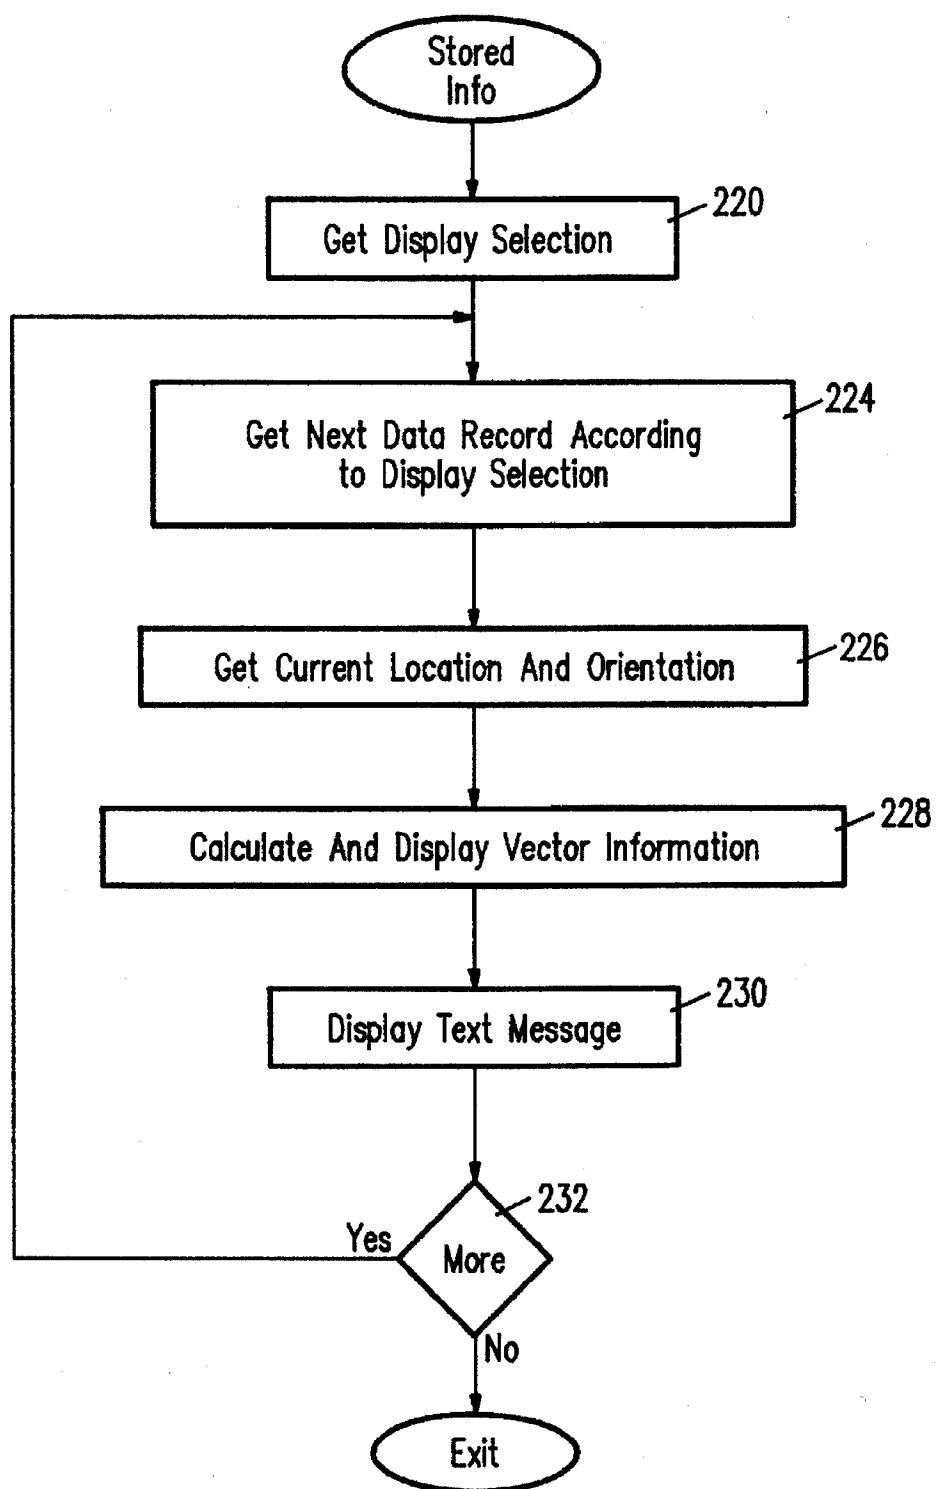 Stored
Info
220
Get Display Selection
224
Get Next Data Record According
to Display Selection
226
Get Current Location And Orientation
228
Calculate And Display Vector Information
230
Display Text Message
232
Yes
More
No
Exit